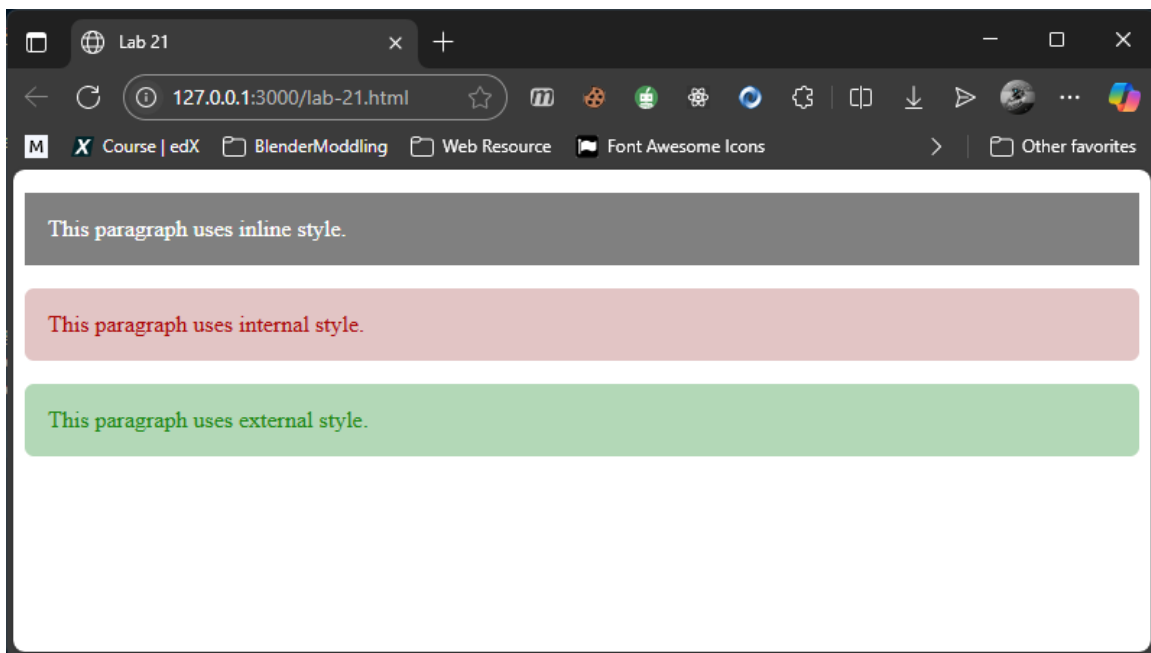 Lab 21
127.0.0.1:3000/lab-21.html
M
X Course | edX
BlenderModdling
Web Resource
Font Awesome Icons
Other favorites
This paragraph uses inline style.
This paragraph uses internal style.
This paragraph uses external style.